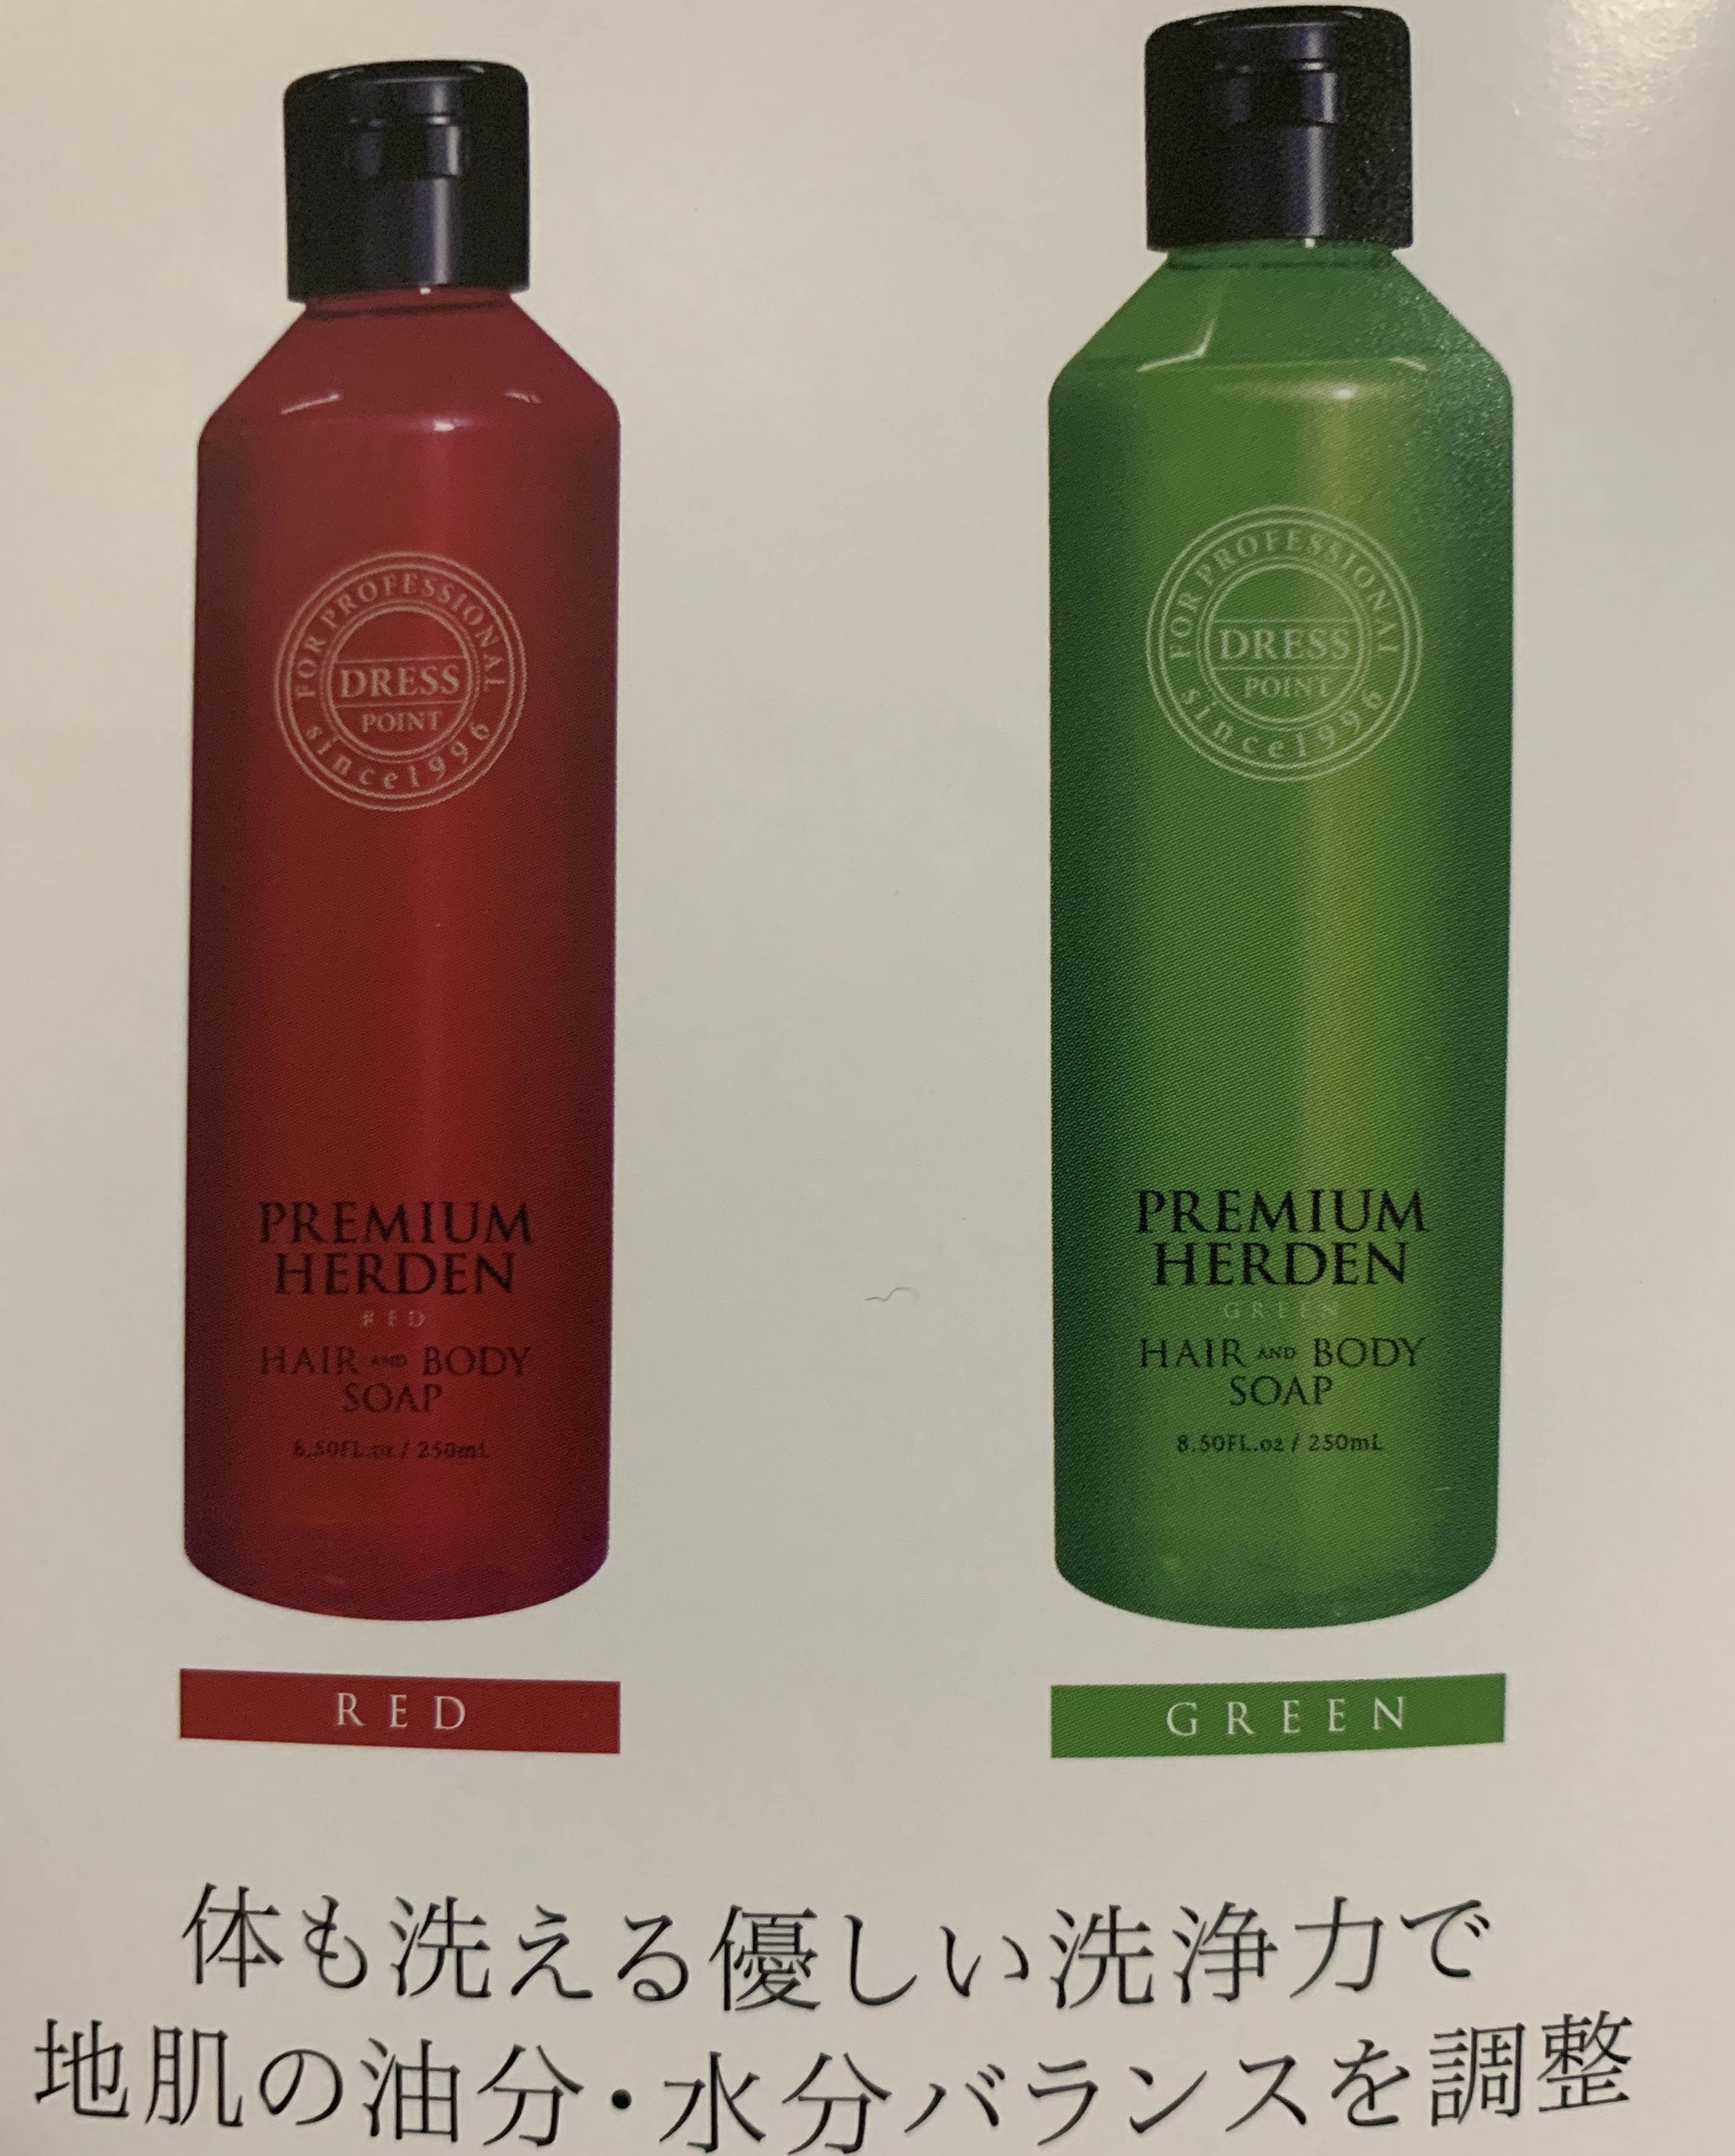 FOR PROFESSIONAL
DRESS
POINT
since1996
PREMIUM
HERDEN
RED
HAIR AND BODY
SOAP
8.50FL.oz / 250mL
RED
FOR PROFESSIONAL
DRESS
POINT
since1996
PREMIUM
HERDEN
GREEN
HAIR AND BODY
SOAP
8.50FL.oz / 250mL
GREEN
体も洗える優しい洗浄力で
地肌の油分・水分バランスを調整